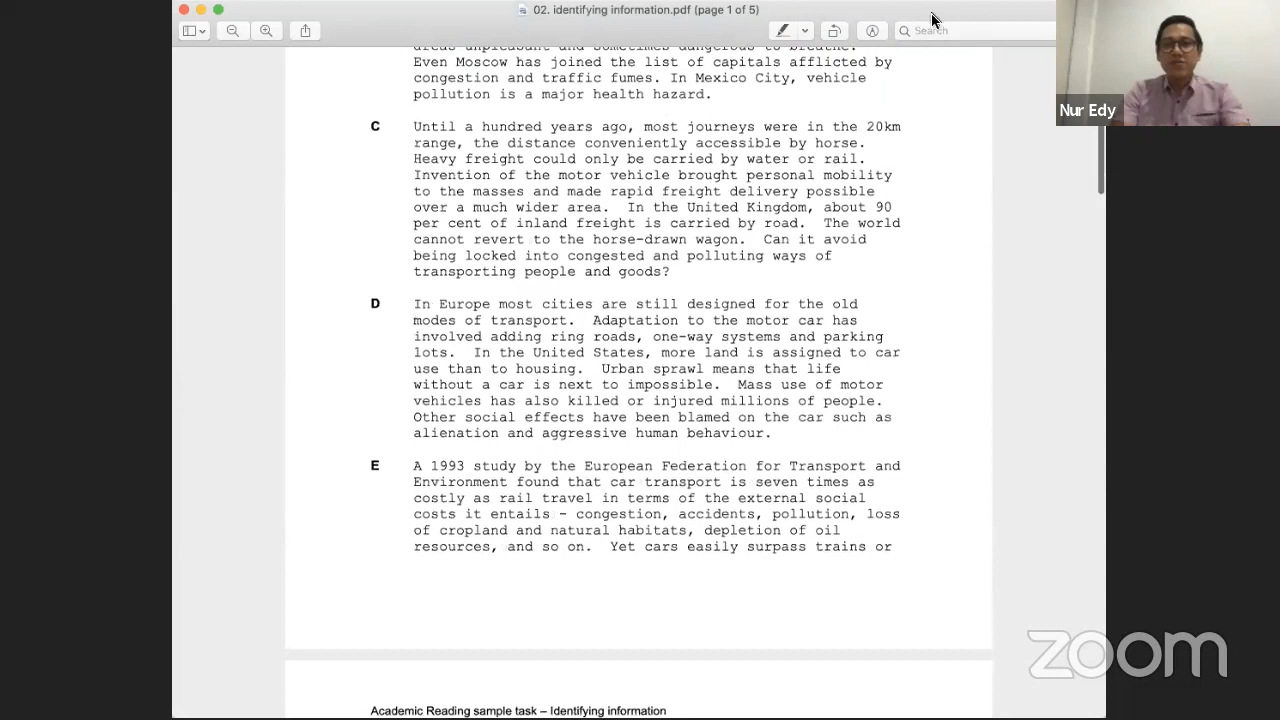 02. identifying information.pdf (page 1 of 5)
Search
Nur Edy
areas unpleasant and sometimes dangerous to breathe.
Even Moscow has joined the list of capitals afflicted by
congestion and traffic fumes. In Mexico City, vehicle
pollution is a major health hazard.
C
Until a hundred years ago, most journeys were in the 20km
range, the distance conveniently accessible by horse.
Heavy freight could only be carried by water or rail.
Invention of the motor vehicle brought personal mobility
to the masses and made rapid freight delivery possible
over a much wider area. In the United Kingdom, about 90
per cent of inland freight is carried by road. The world
cannot revert to the horse-drawn wagon. Can it avoid
being locked into congested and polluting ways of
transporting people and goods?
D
In Europe most cities are still designed for the old
modes of transport. Adaptation to the motor car has
involved adding ring roads, one-way systems and parking
lots. In the United States, more land is assigned to car
use than to housing. Urban sprawl means that life
without a car is next to impossible. Mass use of motor
vehicles has also killed or injured millions of people.
Other social effects have been blamed on the car such as
alienation and aggressive human behaviour.
E
A 1993 study by the European Federation for Transport and
Environment found that car transport is seven times as
costly as rail travel in terms of the external social
costs it entails - congestion, accidents, pollution, loss
of cropland and natural habitats, depletion of oil
resources, and so on. Yet cars easily surpass trains or
zoom
Academic Reading sample task – Identifying information